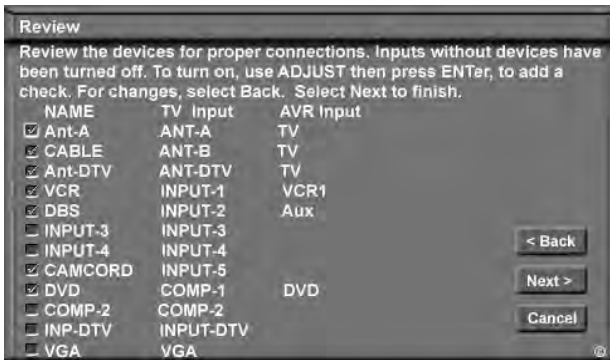 Review
Review the devices for proper connections. Inputs without devices have
been turned off. To turn on, use ADJUST then press ENTer, to add a
check. For changes, select Back. Select Next to finish.
NAME TV Input AVR Input
Ant-A ANT-A TV
CABLE ANT-B TV
Ant-DTV ANT-DTV TV
VCR INPUT-1 VCR1
DBS INPUT-2 Aux
INPUT-3 INPUT-3
INPUT-4 INPUT-4
CAMCORD INPUT-5
DVD COMP-1 DVD
COMP-2 COMP-2
INP-DTV INPUT-DTV
VGA VGA
< Back
Next >
Cancel
©